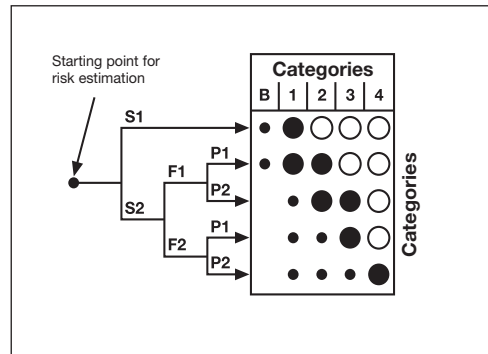 Starting point for
risk estimation
Categories
B 1 2 3 4
S1
P1
F1
P2
S2
P1
F2
P2
Categories